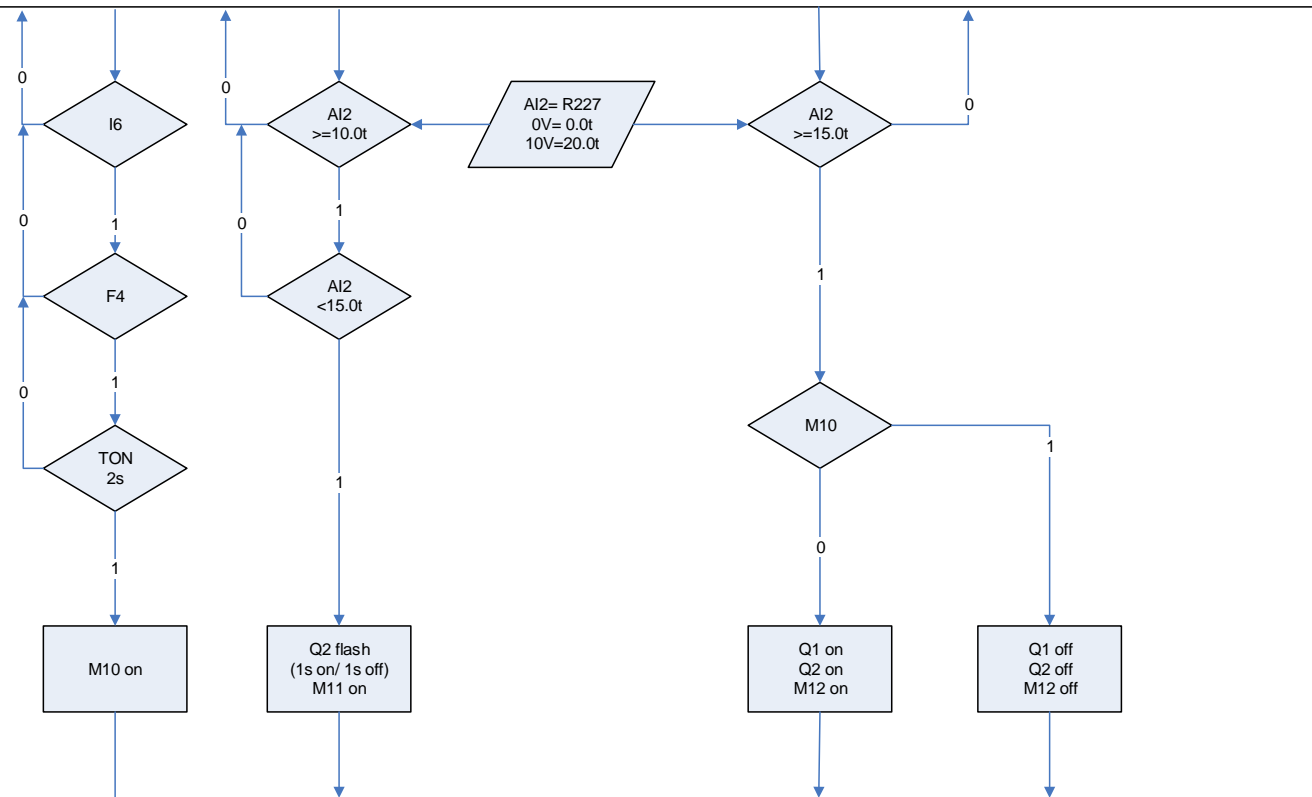 0
0
0
I6
AI2
>=10.0t
AI2= R227
0V= 0.0t
10V=20.0t
AI2
>=15.0t
0
0
1
0
1
F4
AI2
<15.0t
1
1
0
M10
1
TON
2s
1
0
1
M10 on
Q2 flash
(1s on/ 1s off)
M11 on
Q1 on
Q2 on
M12 on
Q1 off
Q2 off
M12 off